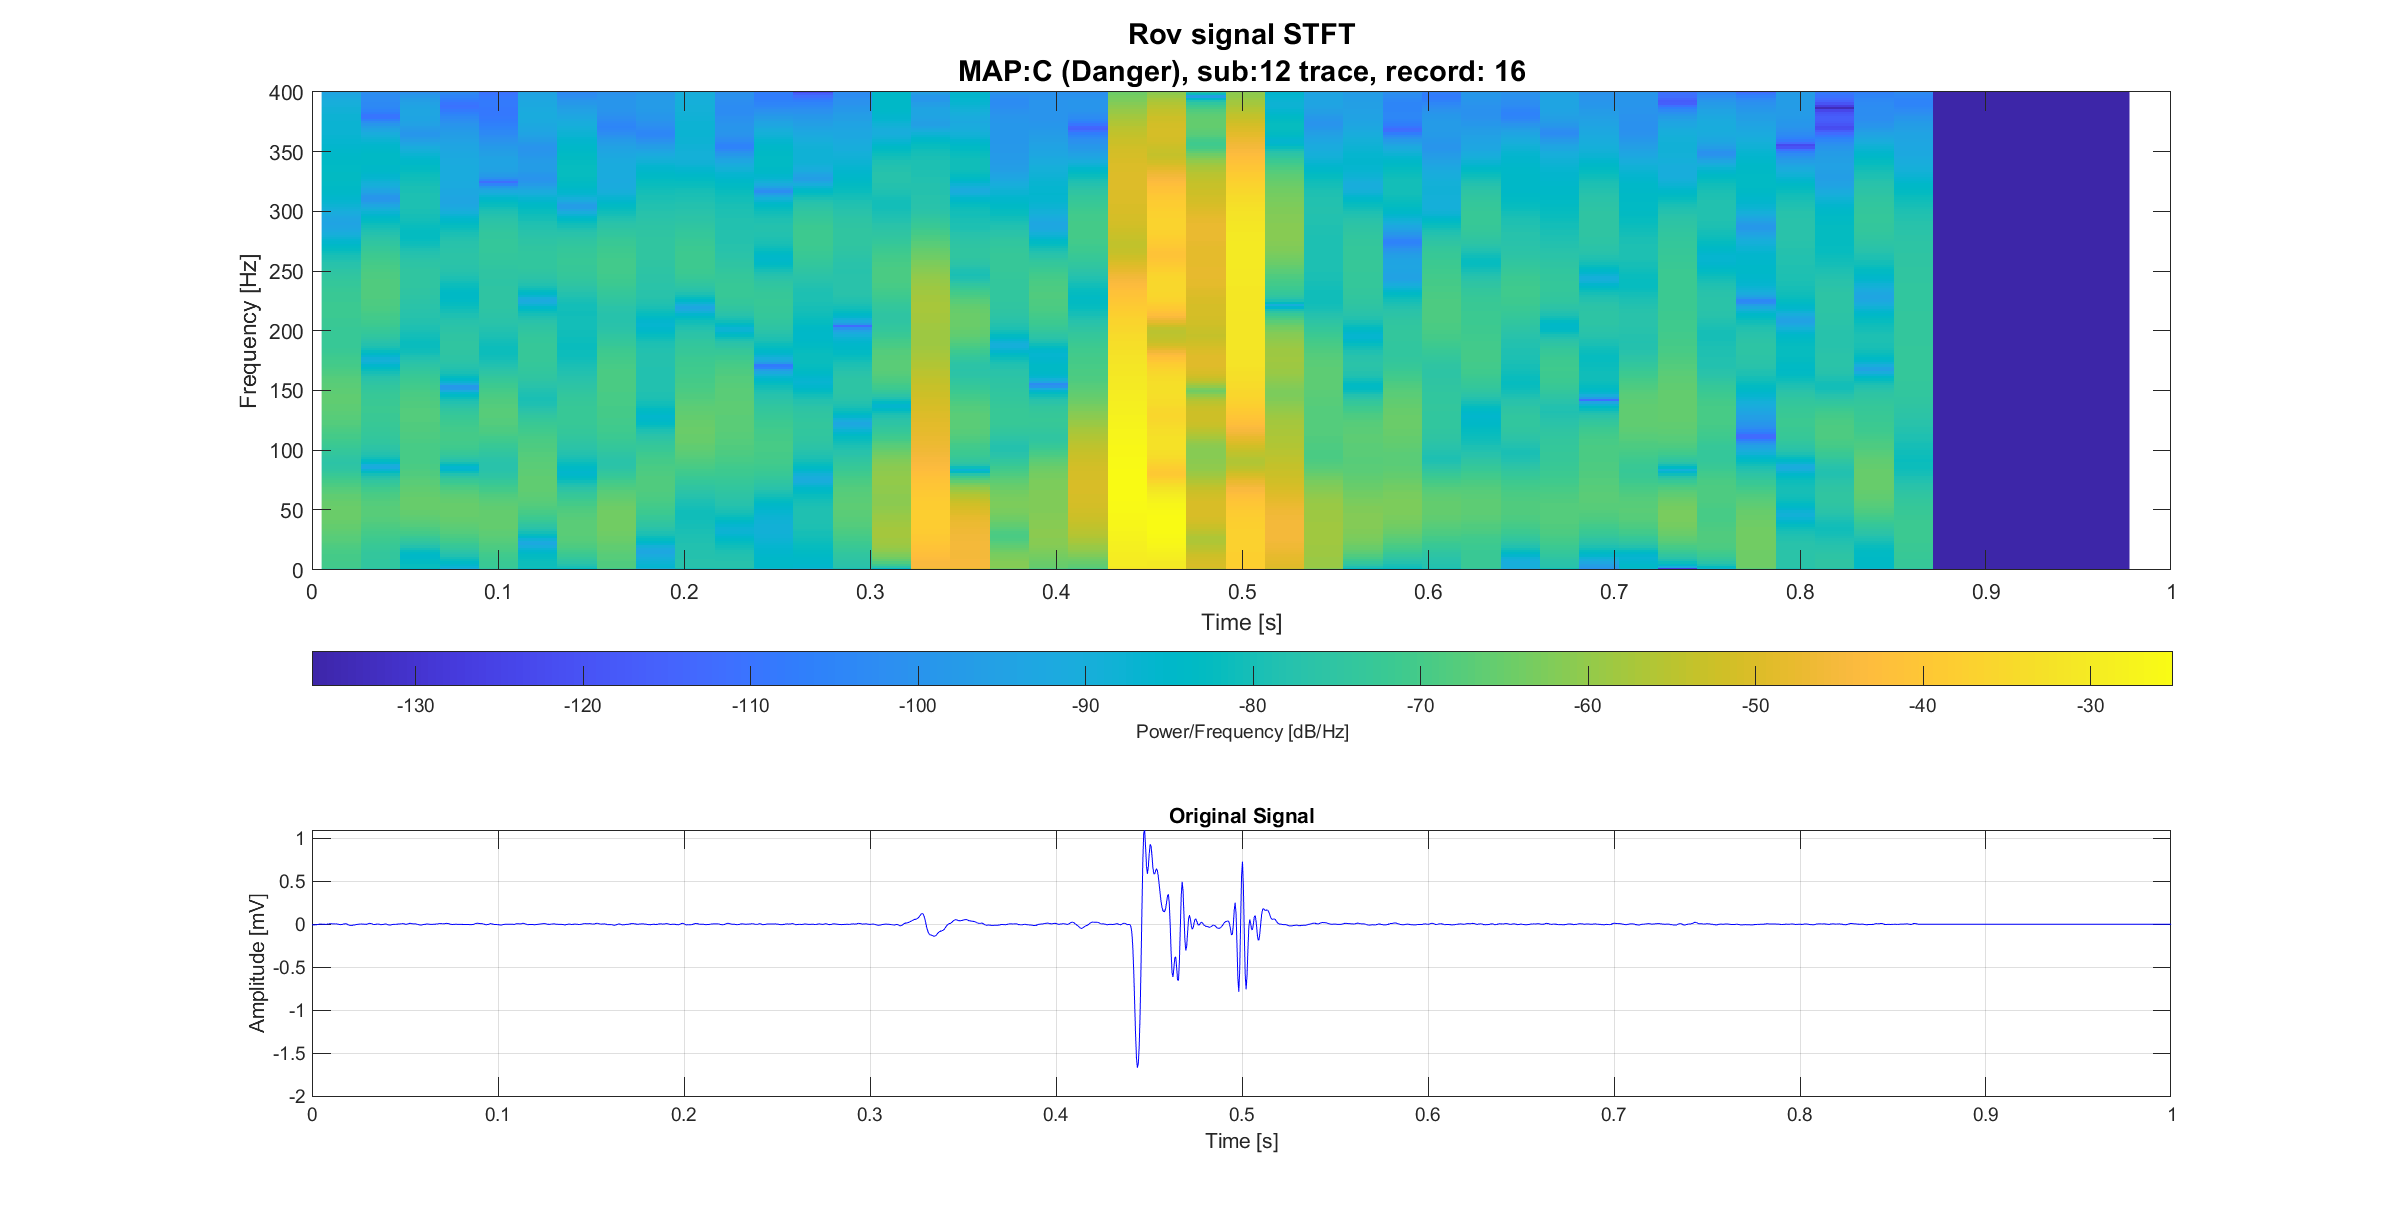 Rov signal STFT
MAP:C (Danger), sub:12 trace, record: 16
400
350
300
250
200
150
100
50
0
Frequency [Hz]
0 0.1 0.2 0.3 0.4 0.5 0.6 0.7 0.8 0.9 1
Time [s]
-130 -120 -110 -100 -90 -80 -70 -60 -50 -40 -30
Power/Frequency [dB/Hz]
Original Signal
1
0.5
0
-0.5
-1
-1.5
-2
Amplitude [mV]
0 0.1 0.2 0.3 0.4 0.5 0.6 0.7 0.8 0.9 1
Time [s]